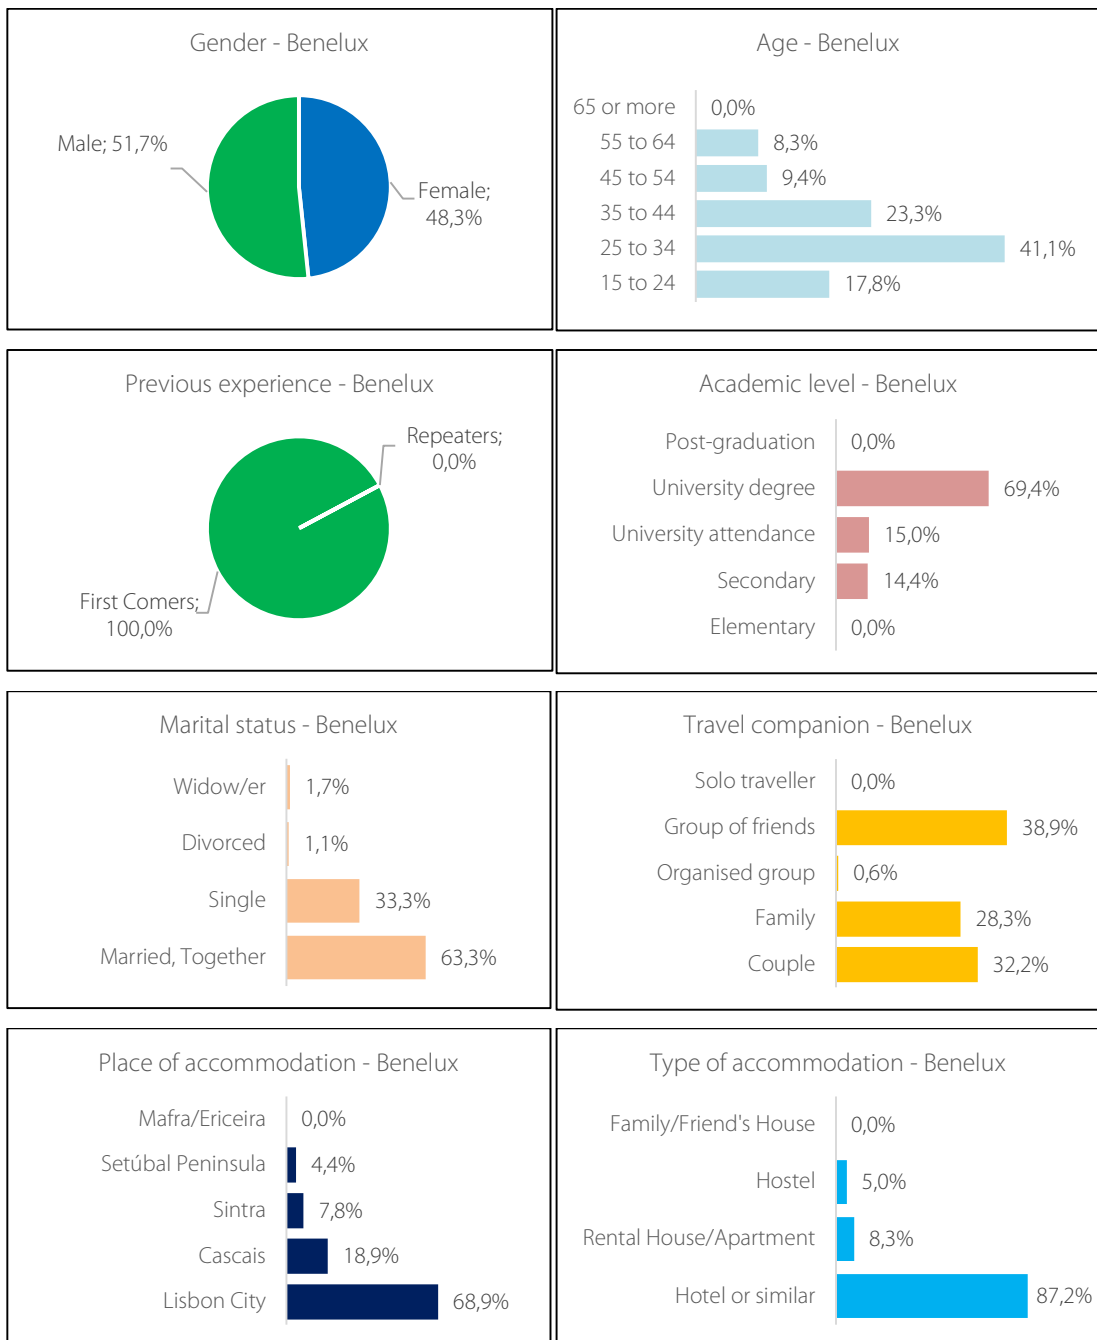 Gender - Benelux
Male; 51,7%
Female;
48,3%
Age - Benelux
65 or more 0,0%
55 to 64 8,3%
45 to 54 9,4%
35 to 44 23,3%
25 to 34 41,1%
15 to 24 17,8%
Previous experience - Benelux
Repeaters;
0,0%
First Comers;
100,0%
Academic level - Benelux
Post-graduation 0,0%
University degree 69,4%
University attendance 15,0%
Secondary 14,4%
Elementary 0,0%
Marital status - Benelux
Widow/er 1,7%
Divorced 1,1%
Single 33,3%
Married, Together 63,3%
Travel companion - Benelux
Solo traveller 0,0%
Group of friends 38,9%
Organised group 0,6%
Family 28,3%
Couple 32,2%
Place of accommodation - Benelux
Mafra/Ericeira 0,0%
Setúbal Peninsula 4,4%
Sintra 7,8%
Cascais 18,9%
Lisbon City 68,9%
Type of accommodation - Benelux
Family/Friend's House 0,0%
Hostel 5,0%
Rental House/Apartment 8,3%
Hotel or similar 87,2%